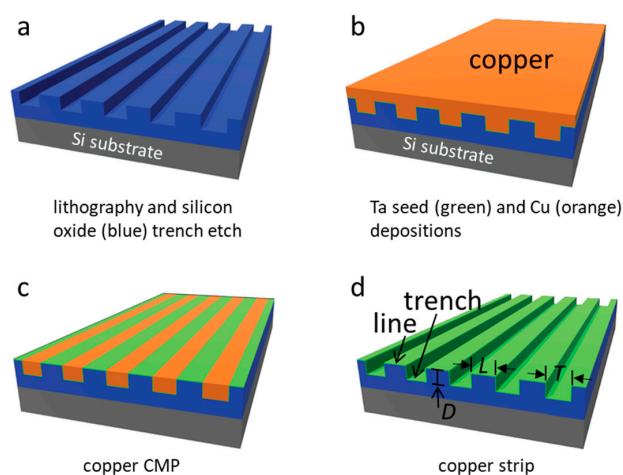 a
Si substrate
lithography and silicon
oxide (blue) trench etch
b
copper
Si substrate
Ta seed (green) and Cu (orange)
depositions
c
copper CMP
d
trench
line
L
T
D
copper strip